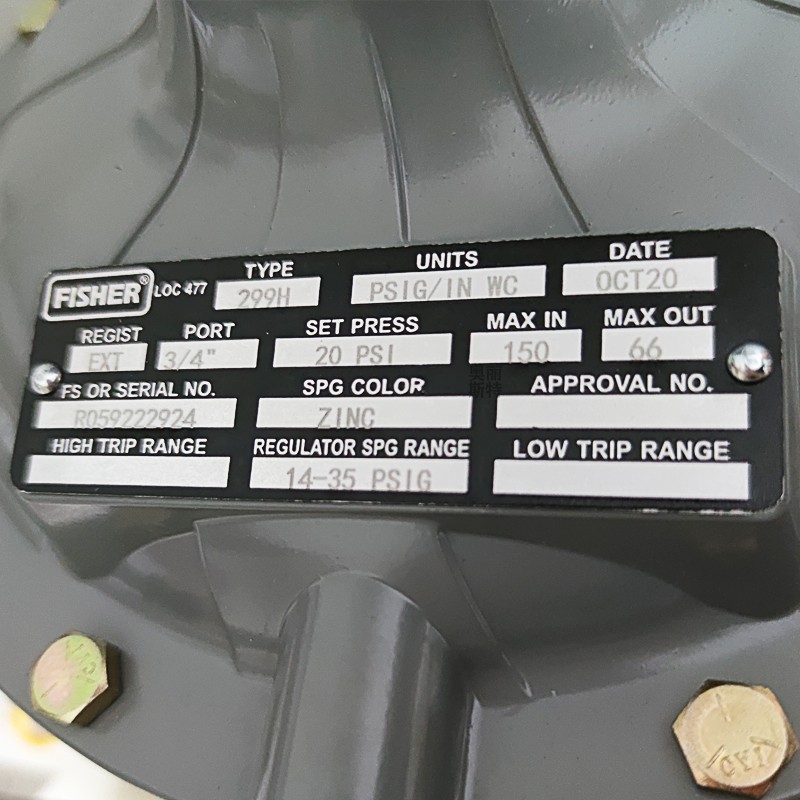 FISHER® LOC 477 TYPE UNITS DATE
299H PSIG/IN WC OCT20
REGIST PORT SET PRESS MAX IN MAX OUT
EXT 3/4" 20 PSI 150 66
FS OR SERIAL NO. SPG COLOR APPROVAL NO.
R059222924 ZINC
HIGH TRIP RANGE REGULATOR SPG RANGE LOW TRIP RANGE
14-35 PSIG
CYI